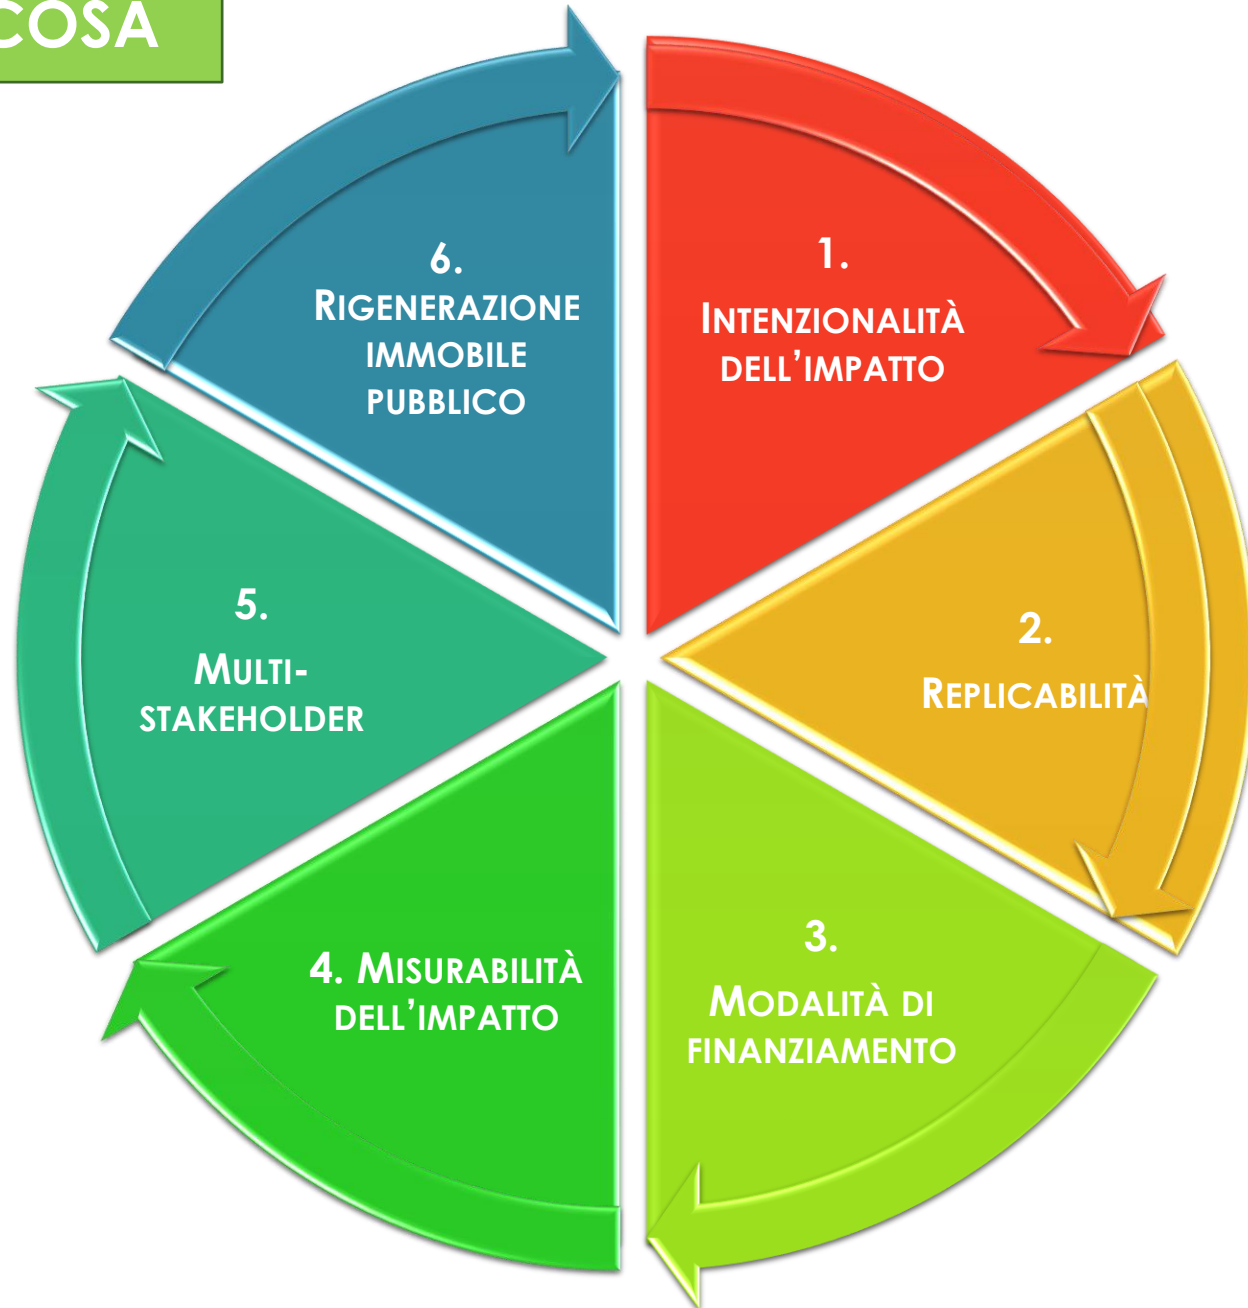 COSA
1.
INTENZIONALITÀ
DELL'IMPATTO
2.
REPLICABILITÀ
3.
MODALITÀ DI
FINANZIAMENTO
4. MISURABILITÀ
DELL'IMPATTO
5.
MULTI-
STAKEHOLDER
6.
RIGENERAZIONE
IMMOBILE
PUBBLICO